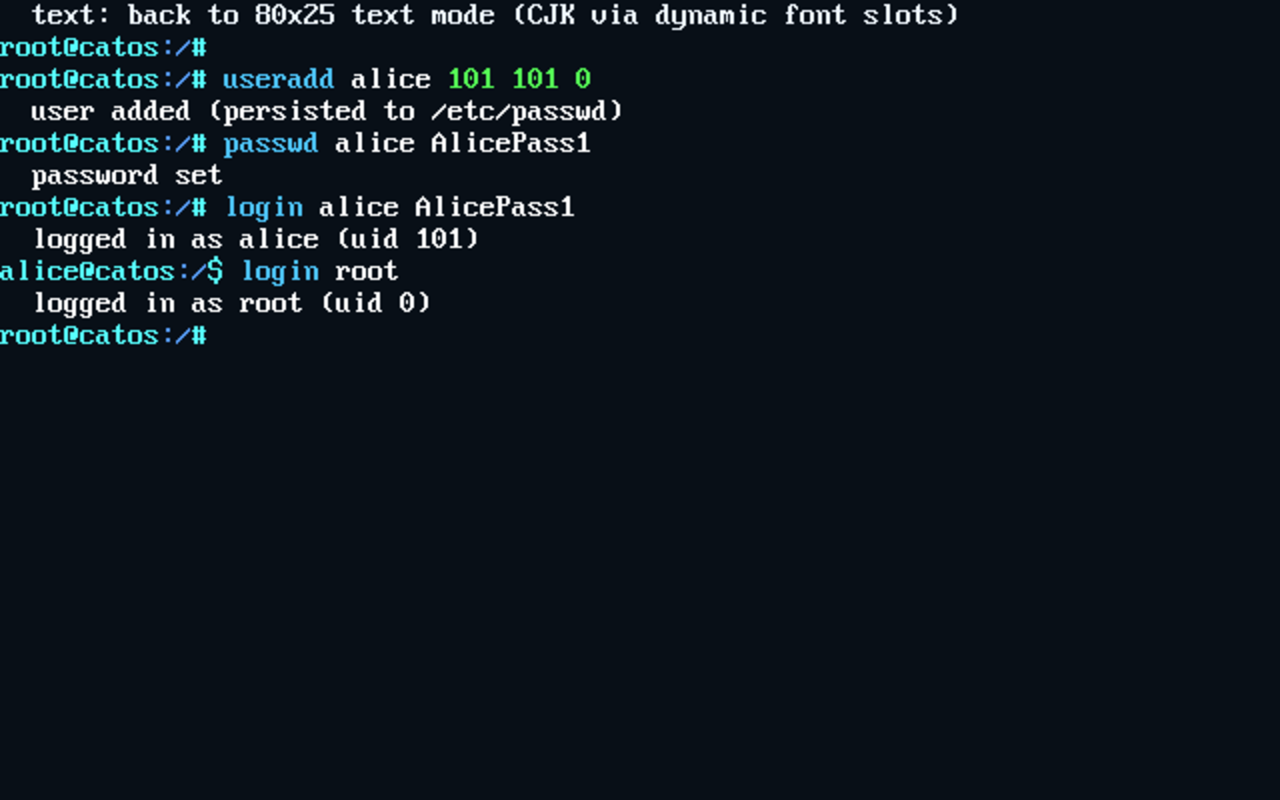 text: back to 80x25 text mode (CJK via dynamic font slots)
root@catos:/#
root@catos:/# useradd alice 101 101 0
user added (persisted to /etc/passwd)
root@catos:/# passwd alice AlicePass1
password set
root@catos:/# login alice AlicePass1
logged in as alice (uid 101)
alice@catos:/$ login root
logged in as root (uid 0)
root@catos:/#